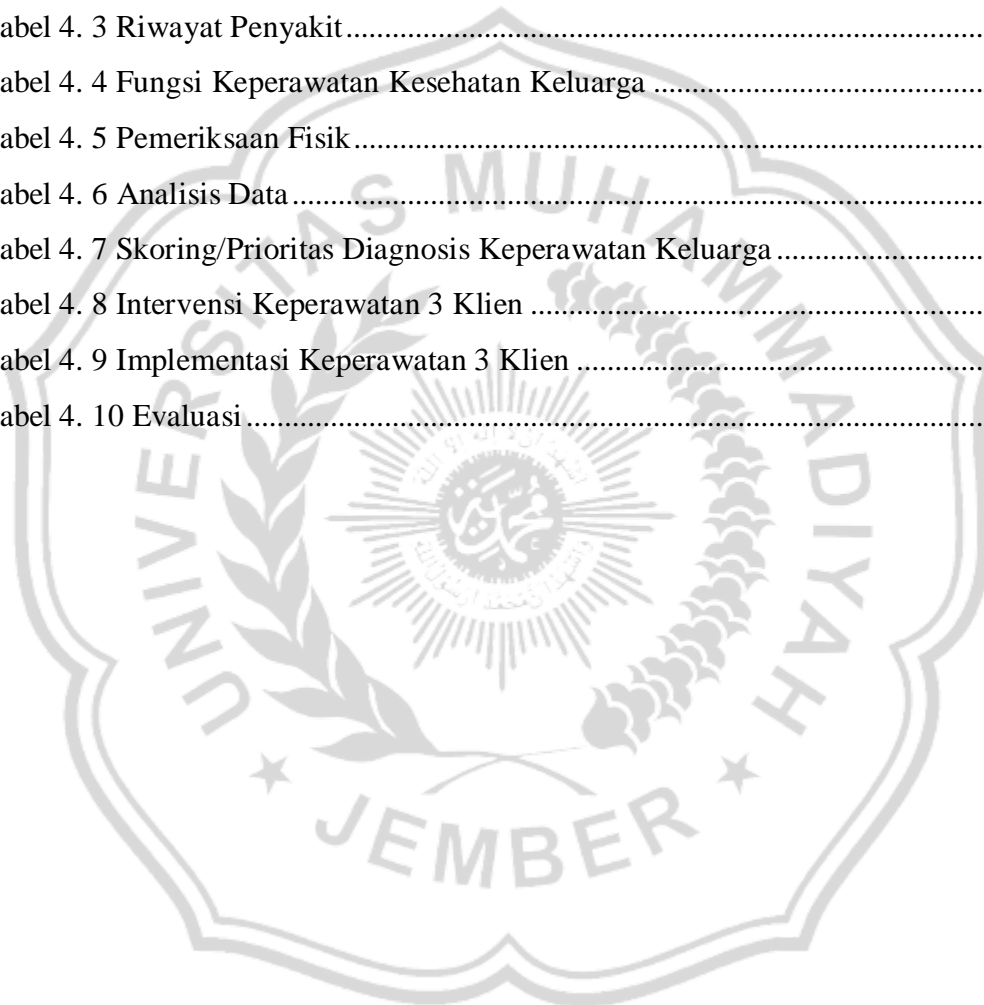 abel 4. 3 Riwayat Penyakit........................................................................................
abel 4. 4 Fungsi Keperawatan Kesehatan Keluarga ..........................................
abel 4. 5 Pemeriksaan Fisik.......................................................................................
abel 4. 6 Analisis Data...............................................................................................
abel 4. 7 Skoring/Prioritas Diagnosis Keperawatan Keluarga..........................
abel 4. 8 Intervensi Keperawatan 3 Klien .........................................................
abel 4. 9 Implementasi Keperawatan 3 Klien ....................................................
abel 4. 10 Evaluasi.....................................................................................................
UNIVERSITAS MUHAMMADIYAH
JEMBER